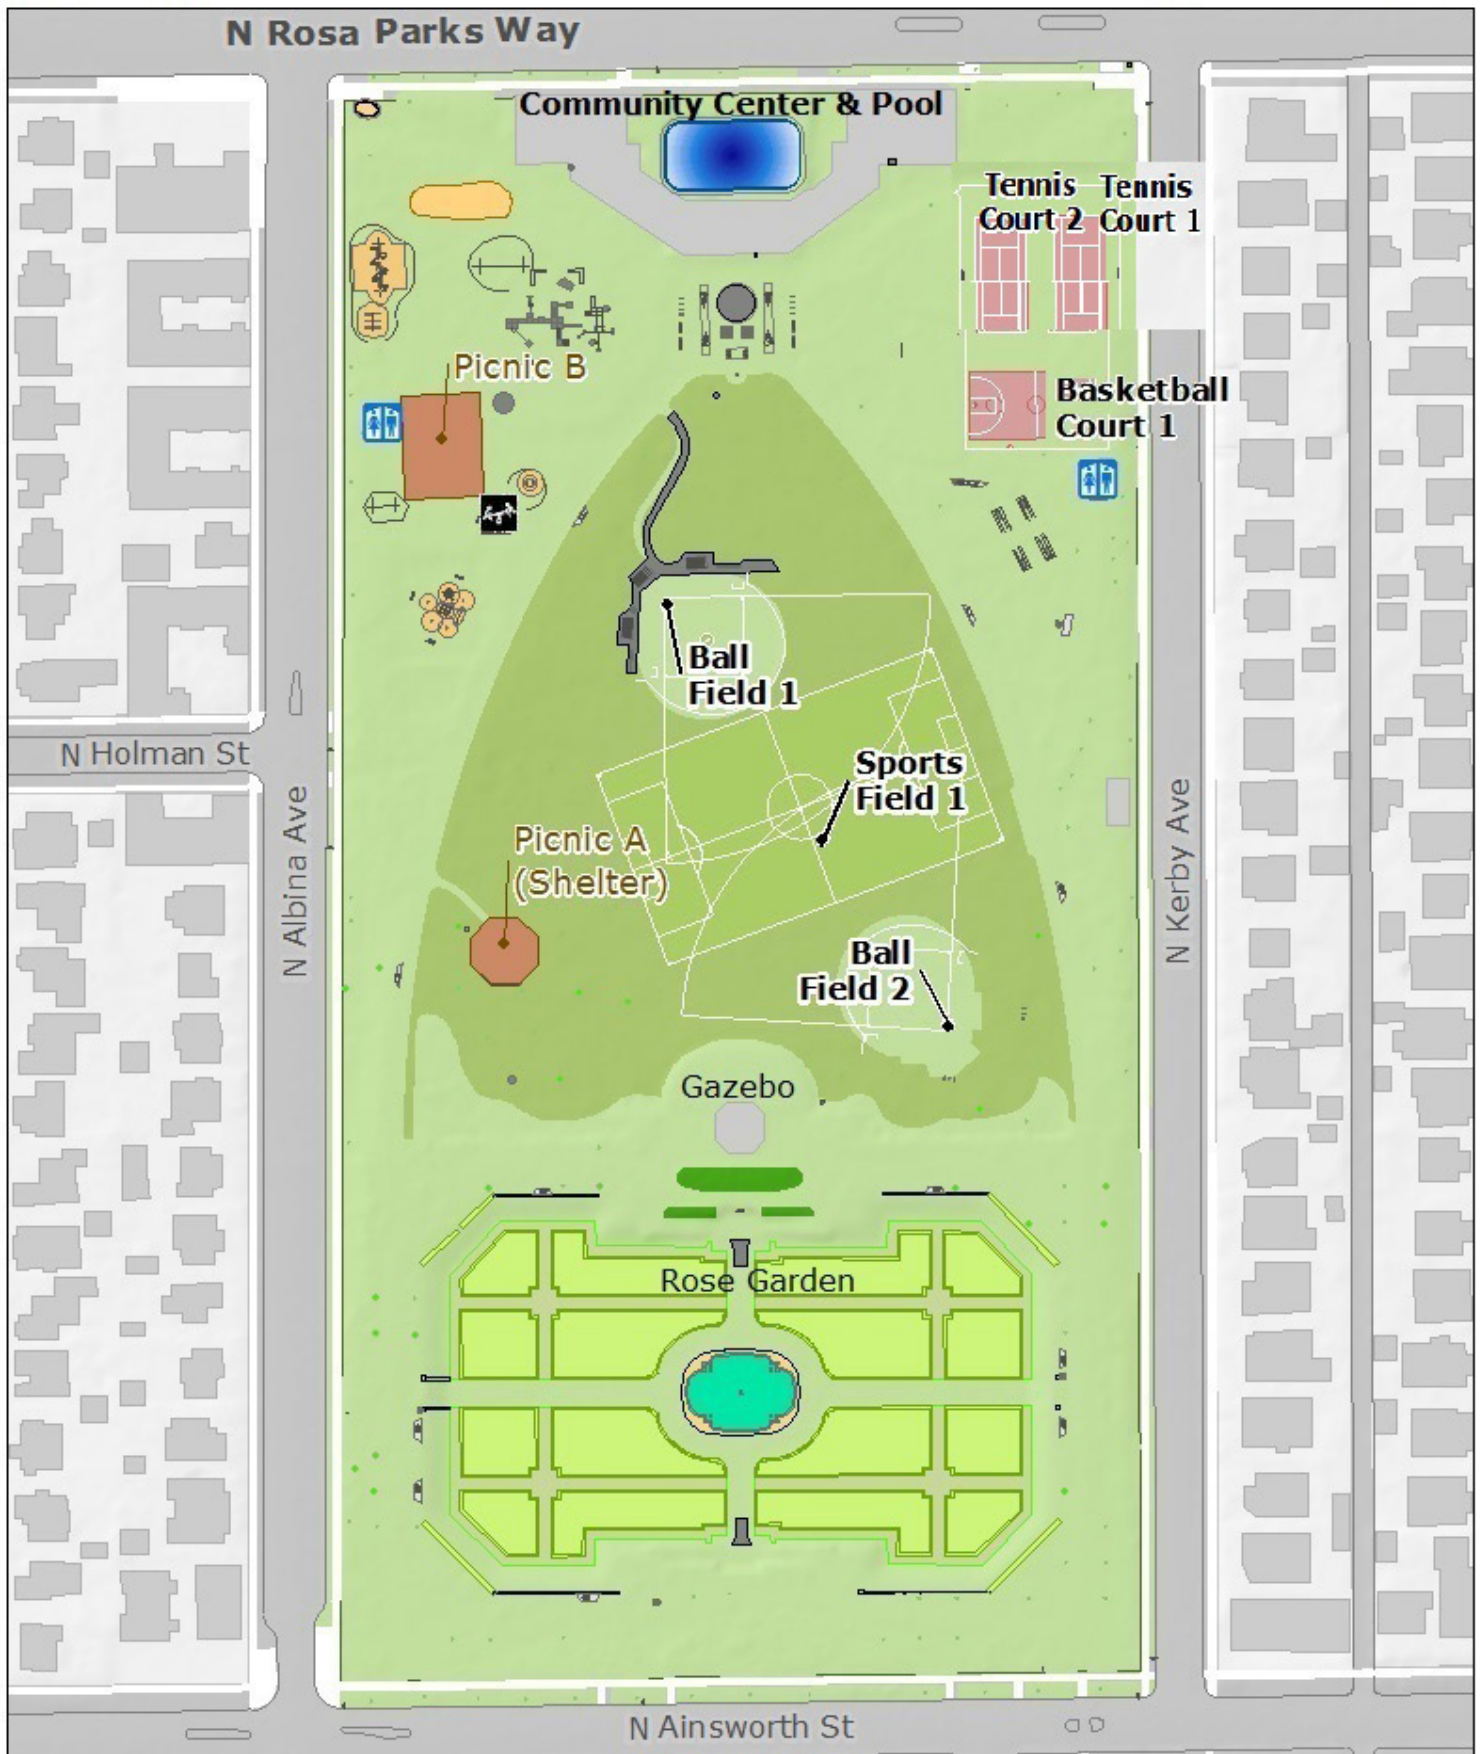 N Rosa Parks Way
Community Center & Pool
Tennis
Court 2
Tennis
Court 1
Picnic B
Basketball
Court 1
Ball
Field 1
N Holman St
Sports
Field 1
N Albina Ave
N Kerby Ave
Picnic A
(Shelter)
Ball
Field 2
Gazebo
Rose Garden
N Ainsworth St